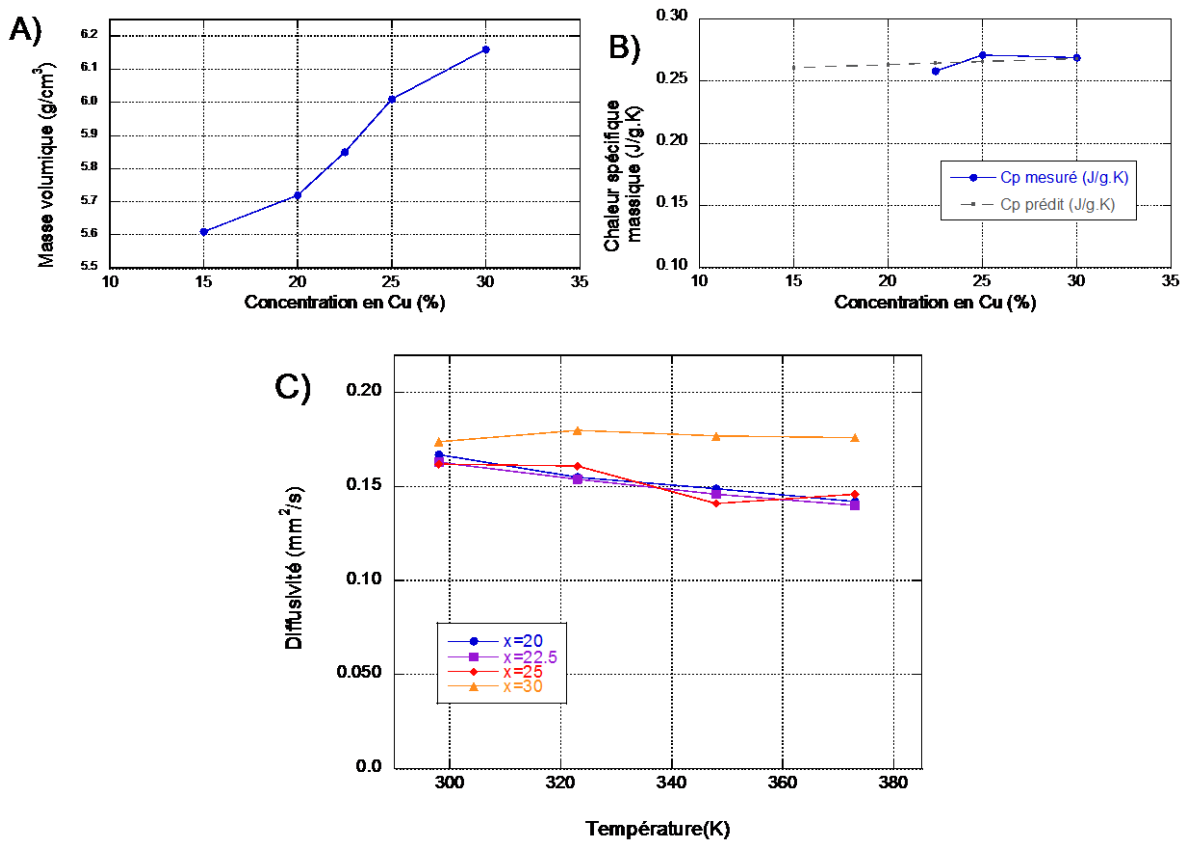 A)
Masse volumique (g/cm³)
6.2
6.1
6.0
5.9
5.8
5.7
5.6
5.5
10 15 20 25 30 35
Concentration en Cu (%)
B)
Chaleur spécifique
massique (J/g.K)
0.30
0.25
0.20
0.15
0.10
Cp mesuré (J/g.K)
Cp prédit (J/g.K)
10 15 20 25 30 35
Concentration en Cu (%)
C)
Diffusivité (mm²/s)
0.20
0.15
0.10
0.050
0.0
x=20
x=22.5
x=25
x=30
300 320 340 360 380
Température(K)